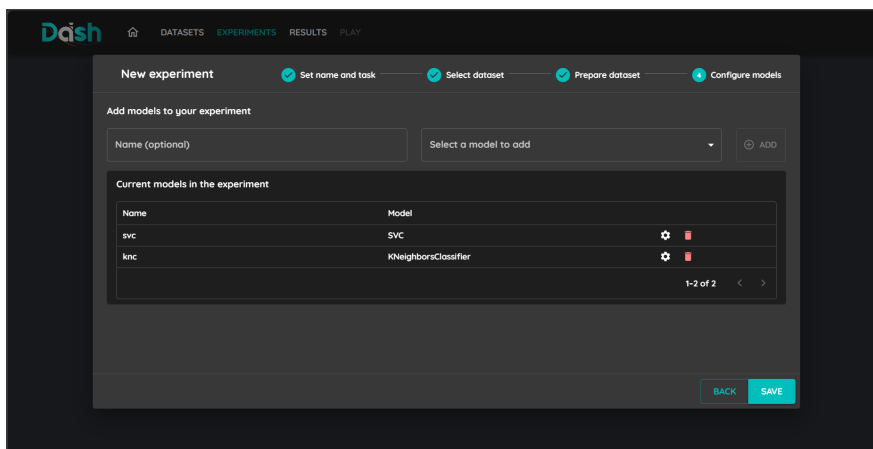 Dash DATASETS EXPERIMENTS RESULTS PLAY
New experiment Set name and task Select dataset Prepare dataset 4 Configure models
Add models to your experiment
Name (optional) Select a model to add ADD
Current models in the experiment
Name Model
svc SVC
knc KNeighborsClassifier
1-2 of 2
BACK SAVE